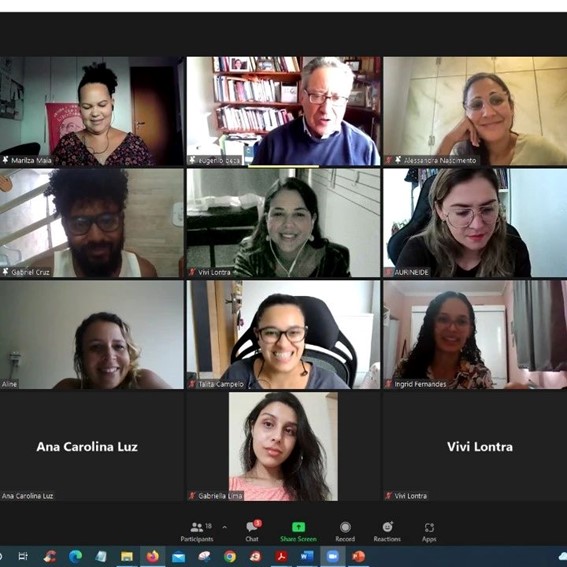 Marilza Maia
eugenio beze
Alessandra Nascimento
Gabriel Cruz
Vivi Lontra
AURINEIDE
Aline
Talita Campelo
Ingrid Fernandes
Ana Carolina Luz
Ana Carolina Luz
Gabriella Lima
Vivi Lontra
Vivi Lontra
18
Participants
Chat
Share Screen
Record
Reactions
Apps